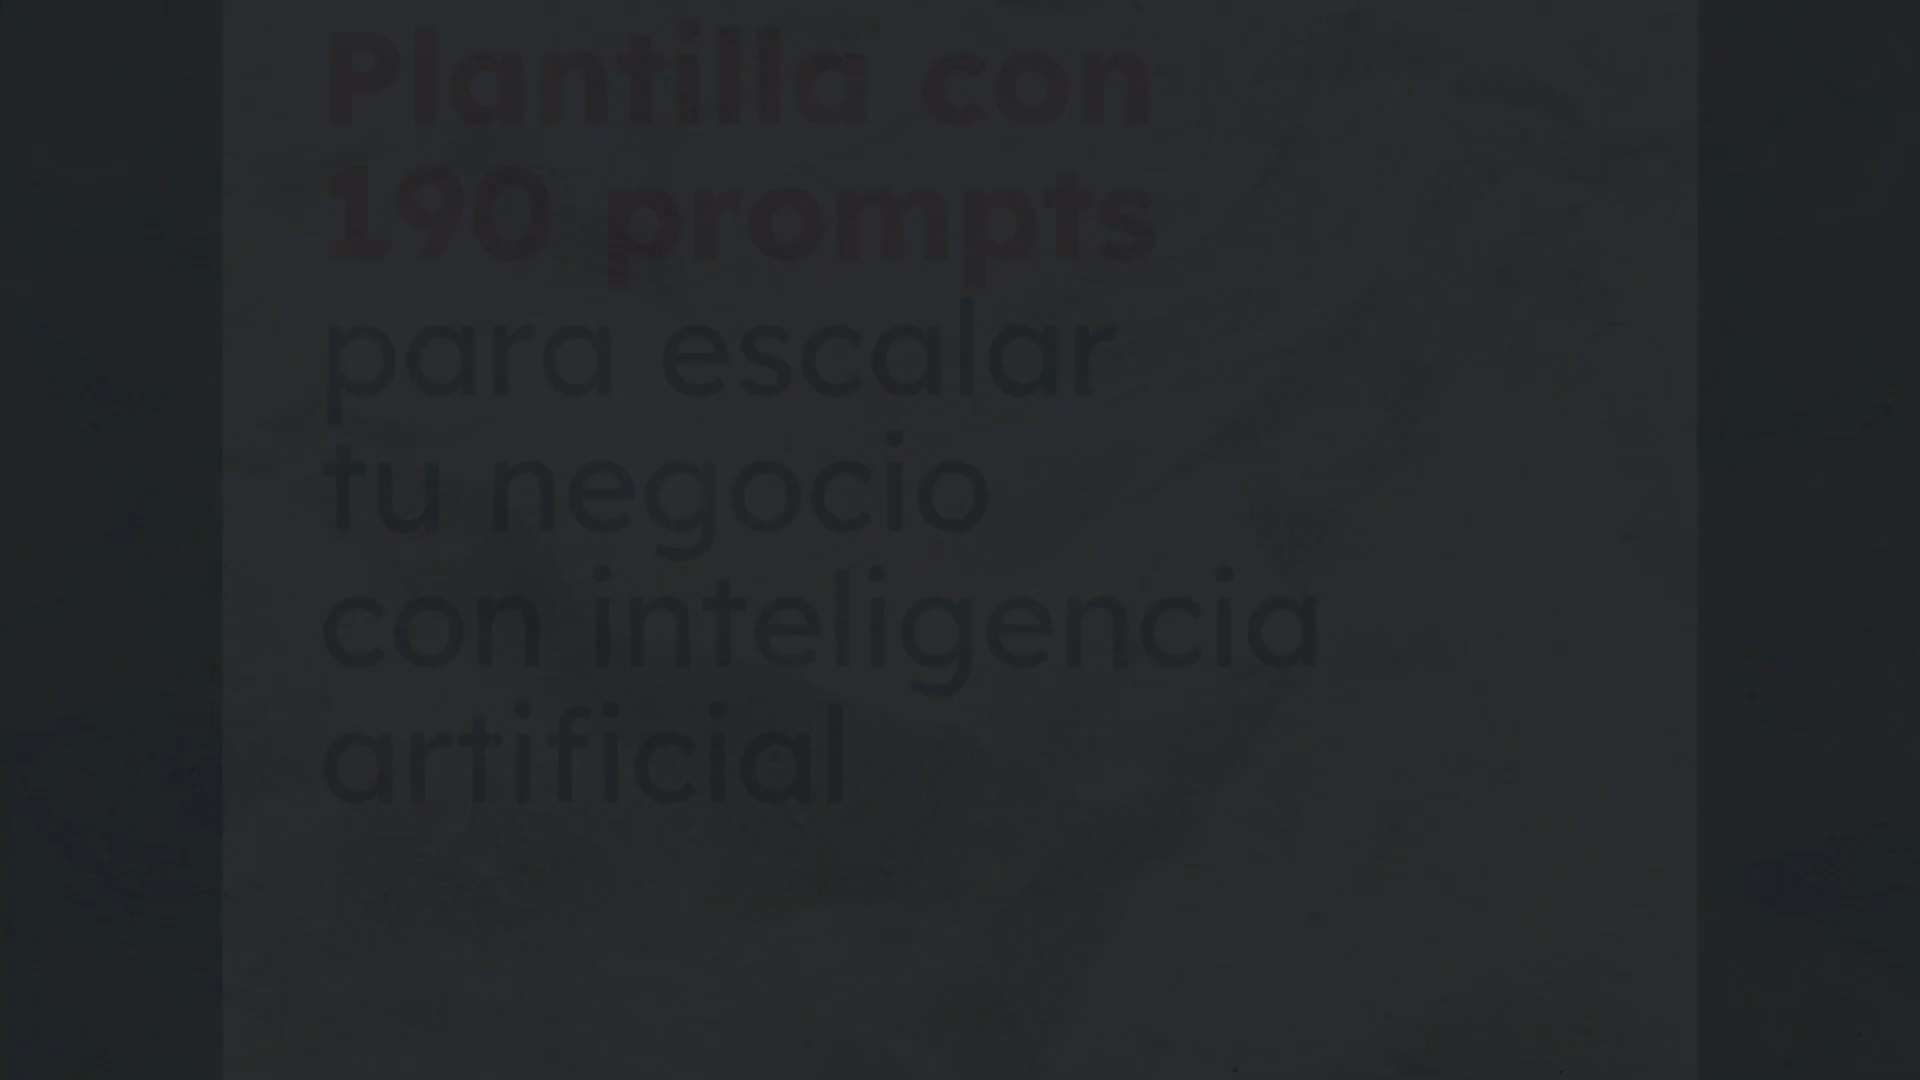 Plantilla con
190 prompts
para escalar
tu negocio
con inteligencia
artificial